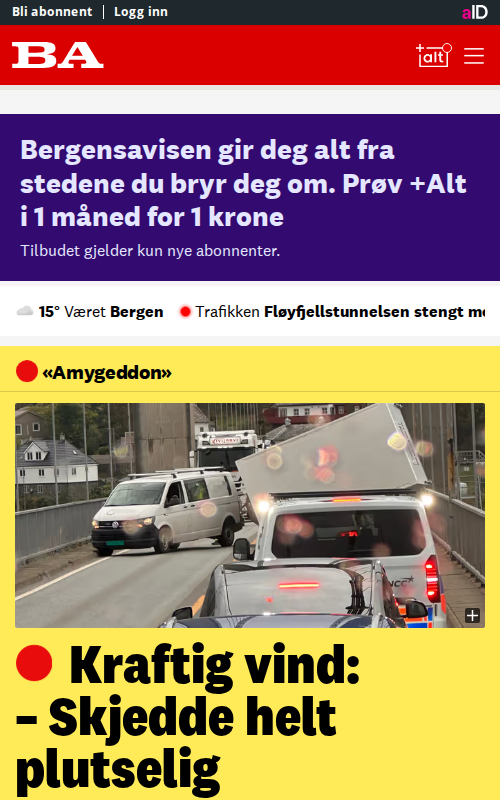 Bli abonnent
Logg inn
aID
BA
+alt
Bergensavisen gir deg alt fra
stedene du bryr deg om. Prøv +Alt
i 1 måned for 1 krone
Tilbudet gjelder kun nye abonnenter.
15° Været Bergen
Trafikken Fløyfjellstunnelsen stengt
«Amygeddon»
NCC
Kraftig vind:
– Skjedde helt
plutselig